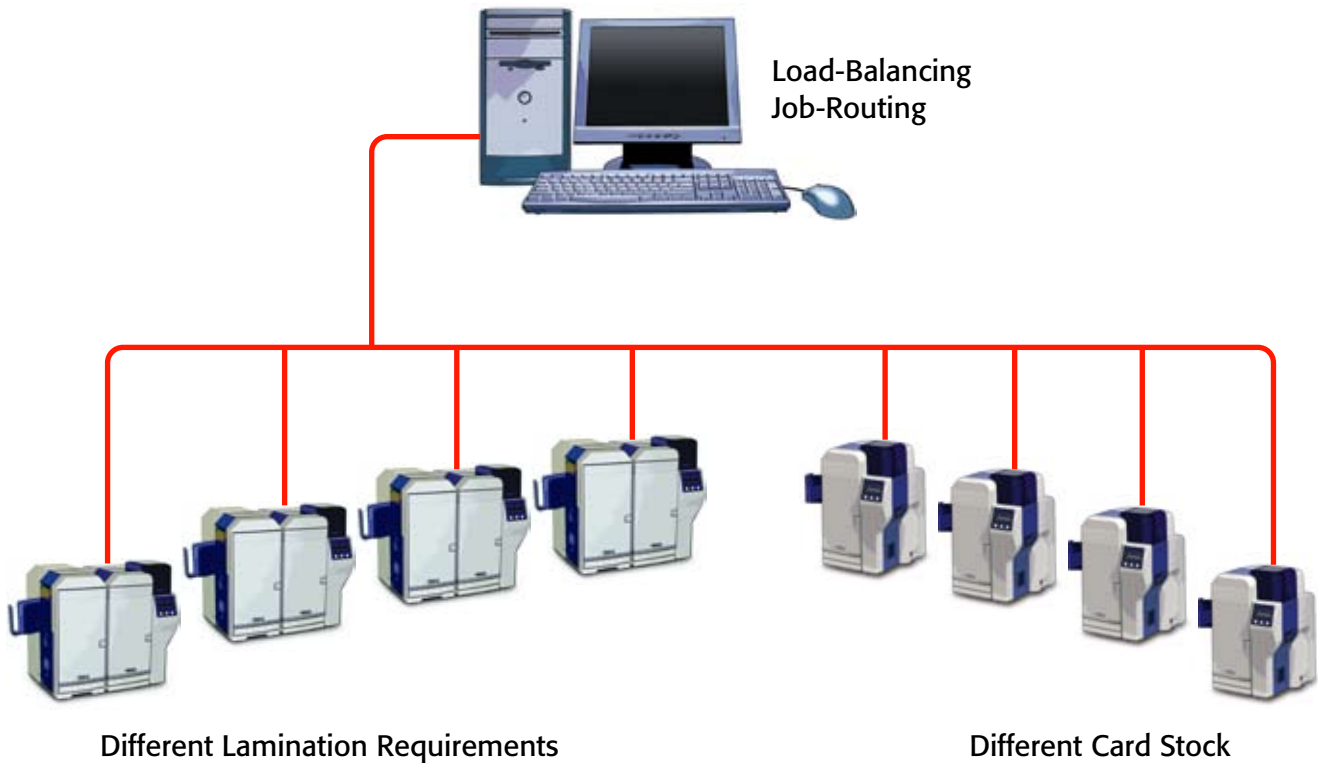 Load-Balancing
Job-Routing
Different Lamination Requirements
Different Card Stock